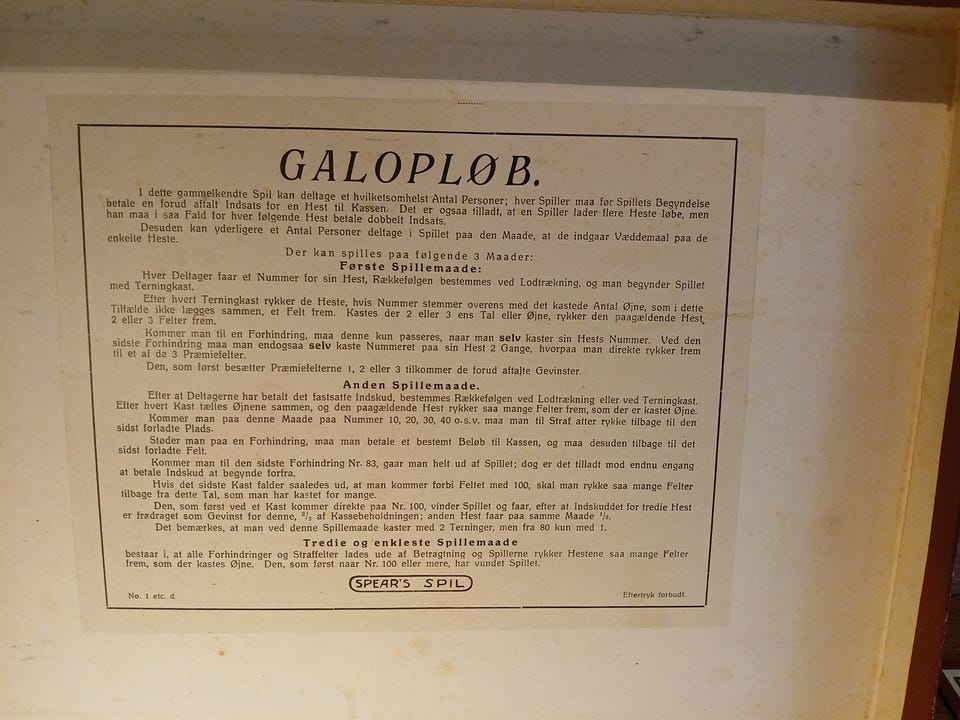 GALOPLØB.
I dette gammelkendte Spil kan deltage et hvilketsomhelst Antal Personer; hver Spiller maa før Spillets Begyndelse
betale en forud aftalt Indsats for en Hest til Kassen. Det er ogsaa tilladt, at en Spiller lader flere Heste løbe, men
han maa i saa Fald for hver følgende Hest betale dobbelt Indsats.
Desuden kan yderligere et Antal Personer deltage i Spillet paa den Maade, at de indgaar Væddemaal paa de
enkelte Heste.
Der kan spilles paa følgende 3 Maader:
Første Spillemaade:
Hver Deltager faar et Nummer for sin Hest, Rækkefølgen bestemmes ved Lodtrækning, og man begynder Spillet
med Terningkast.
Efter hvert Terningkast rykker de Heste, hvis Nummer stemmer overens med det kastede Antal Øjne, som i dette
Tilfælde ikke lægges sammen, et Felt frem. Kastes der 2 eller 3 ens Tal eller Øjne, rykker den paagældende Hest
2 eller 3 Felter frem.
Kommer man til en Forhindring, maa denne kun passeres, naar man selv kaster sin Hests Nummer. Ved den
sidste Forhindring maa man endogsaa selv kaste Nummeret paa sin Hest 2 Gange, hvorpaa man direkte rykker frem
til et af de 3 Præmiefelter.
Den, som først besætter Præmiefelterne 1, 2 eller 3 tilkommer de forud aftalte Gevinster.
Anden Spillemaade.
Efter at Deltagerne har betalt det fastsatte Indskud, bestemmes Rækkefølgen ved Lodtrækning eller ved Terningkast.
Efter hvert Kast tælles Øjnene sammen, og den paagældende Hest rykker saa mange Felter frem, som der er kastet Øjne.
Kommer man paa denne Maade paa Nummer 10, 20, 30, 40 o.s.v. maa man til Straf atter rykke tilbage til den
sidst forladte Plads.
Støder man paa en Forhindring, maa man betale et bestemt Beløb til Kassen, og maa desuden tilbage til det
sidst forladte Felt.
Kommer man til den sidste Forhindring Nr. 83, gaar man helt ud af Spillet; dog er det tilladt mod endnu engang
at betale Indskud at begynde forfra.
Hvis det sidste Kast falder saaledes ud, at man kommer forbi Feltet med 100, skal man rykke saa mange Felter
tilbage fra dette Tal, som man har kastet for mange.
Den, som først ved et Kast kommer direkte paa Nr. 100, vinder Spillet og faar, efter at Indskuddet for tredie Hest
er fradraget som Gevinst for denne, ²/₃ af Kassebeholdningen; anden Hest faar paa samme Maade ¹/₃.
Det bemærkes, at man ved denne Spillemaade kaster med 2 Terninger, men fra 80 kun med 1.
Tredie og enkleste Spillemaade
bestaar i, at alle Forhindringer og Straffelter lades ude af Betragtning og Spillerne rykker Hestene saa mange Felter
frem, som der kastes Øjne. Den, som først naar Nr. 100 eller mere, har vundet Spillet.
SPEAR'S SPIL
No. 1 etc. d.
Eftertryk forbudt.